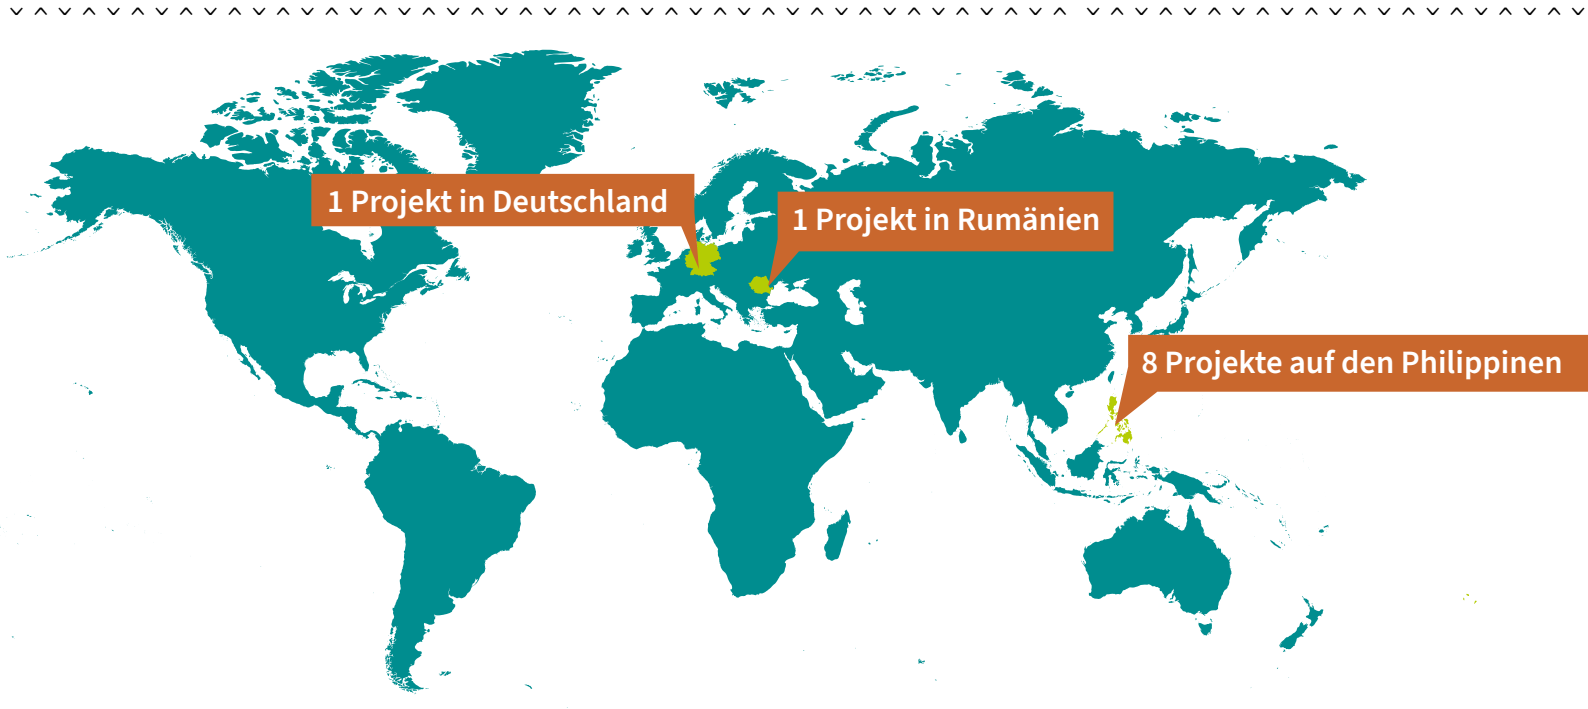 1 Projekt in Deutschland
1 Projekt in Rumänien
8 Projekte auf den Philippinen